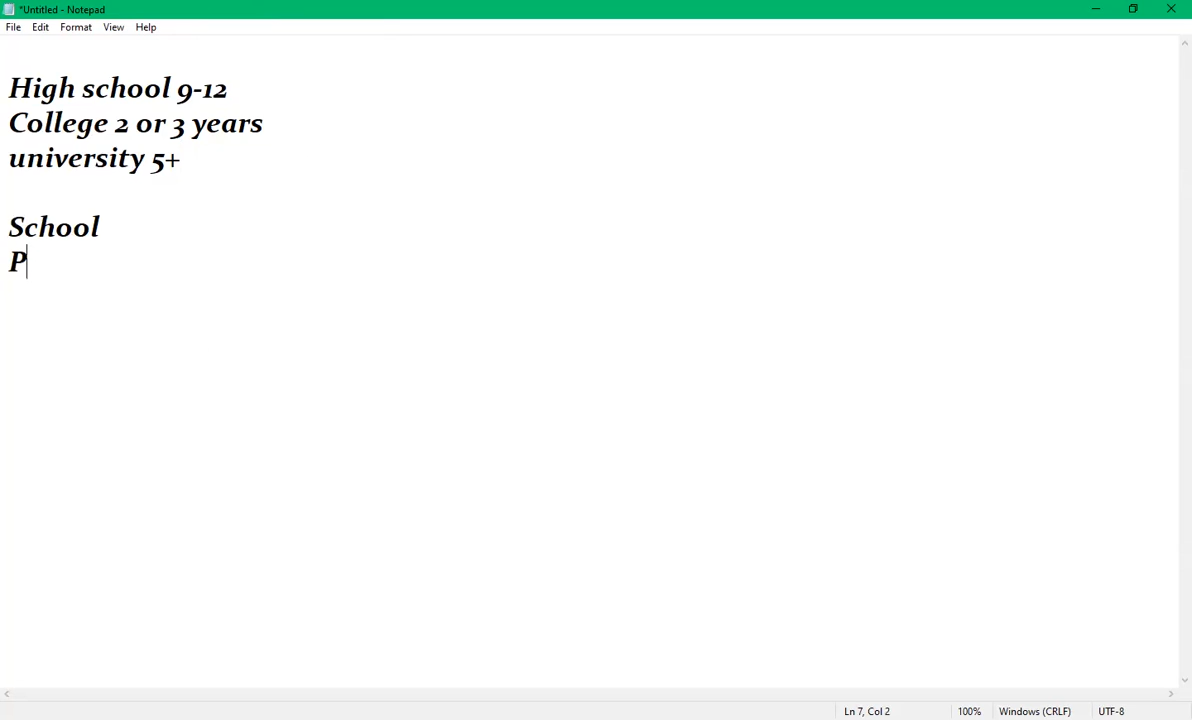 *Untitled - Notepad
File Edit Format View Help
High school 9-12
College 2 or 3 years
university 5+
School
P
Ln 7, Col 2 100% Windows (CRLF) UTF-8